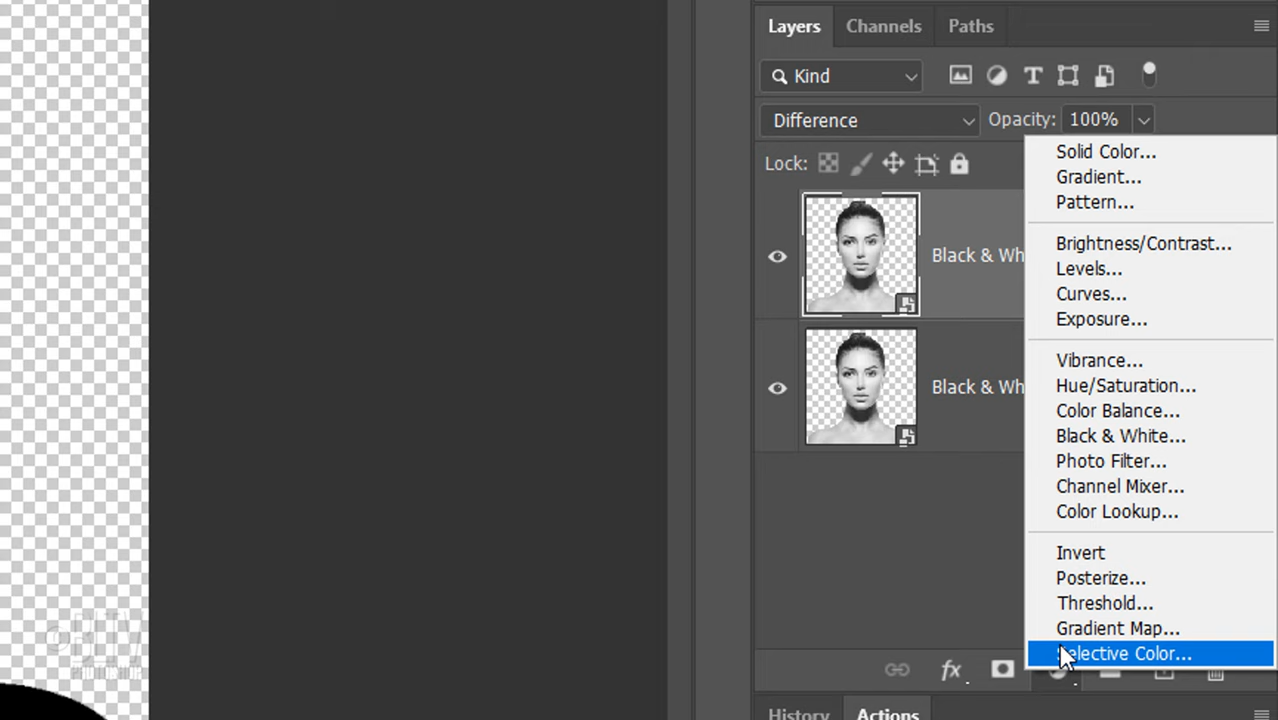 Layers
Channels
Paths
Kind
Difference
Opacity:
100%
Lock:
Black & Wh
Black & Wh
Solid Color...
Gradient...
Pattern...
Brightness/Contrast...
Levels...
Curves...
Exposure...
Vibrance...
Hue/Saturation...
Color Balance...
Black & White...
Photo Filter...
Channel Mixer...
Color Lookup...
Invert
Posterize...
Threshold...
Gradient Map...
elective Color...
fx
History
Actions